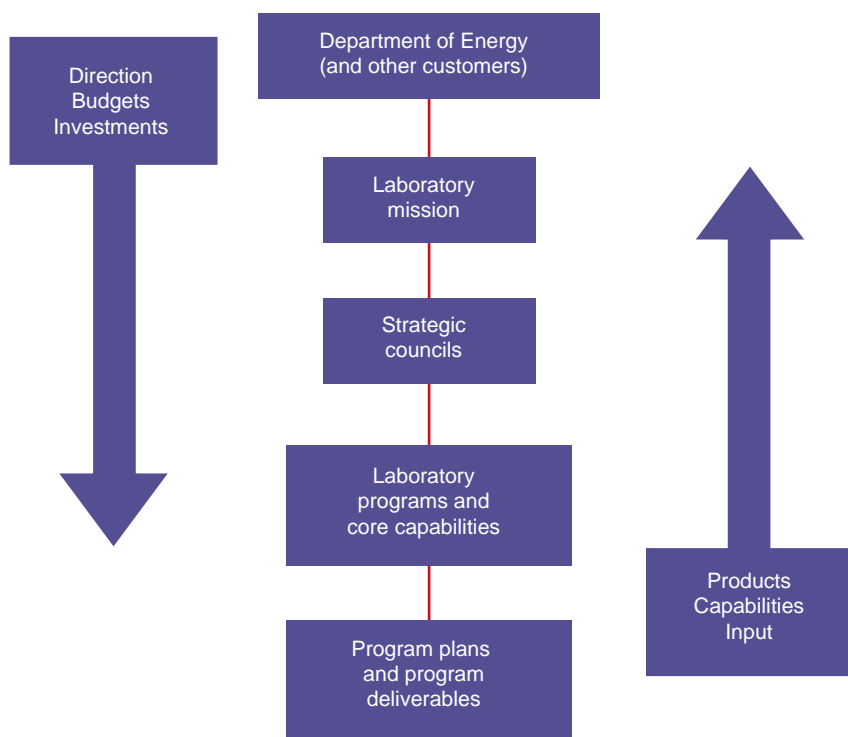 Direction
Budgets
Investments
Department of Energy
(and other customers)
Laboratory
mission
Strategic
councils
Laboratory
programs and
core capabilities
Program plans
and program
deliverables
Products
Capabilities
Input